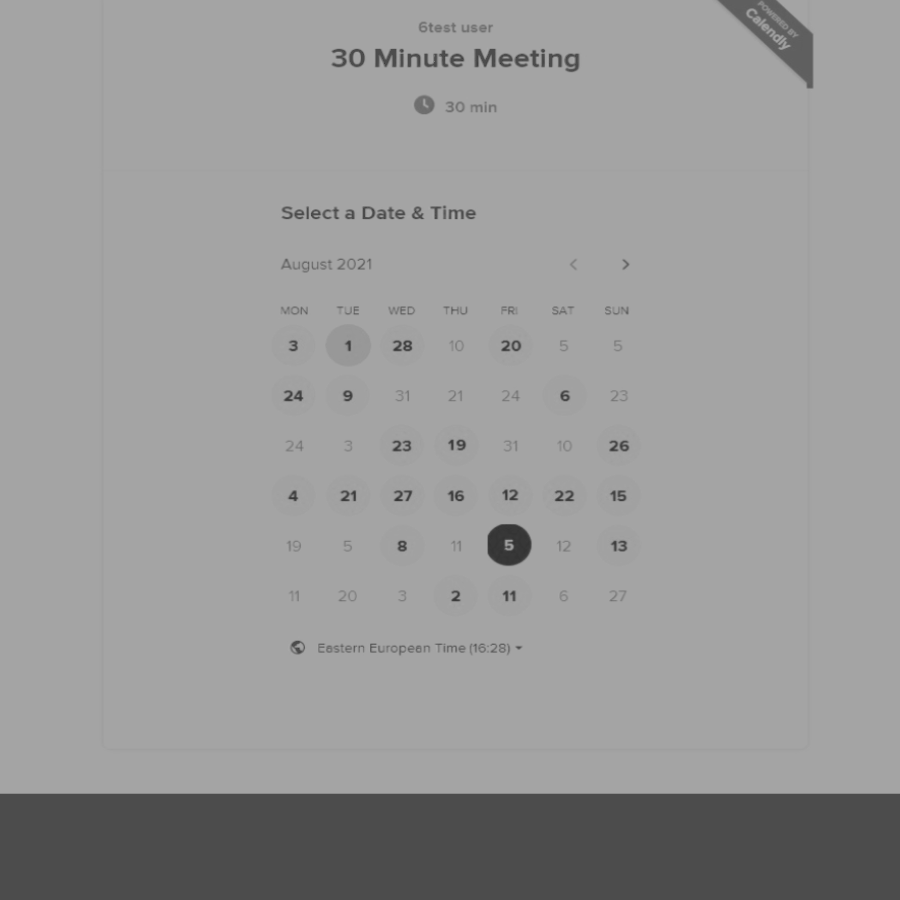 POWERED BY
Calendly
6test user
30 Minute Meeting
30 min
Select a Date & Time
August 2021
MON TUE WED THU FRI SAT SUN
3 1 28 10 20 5 5
24 9 31 21 24 6 23
24 3 23 19 31 10 26
4 21 27 16 12 22 15
19 5 8 11 5 12 13
11 20 3 2 11 6 27
Eastern European Time (16:28)